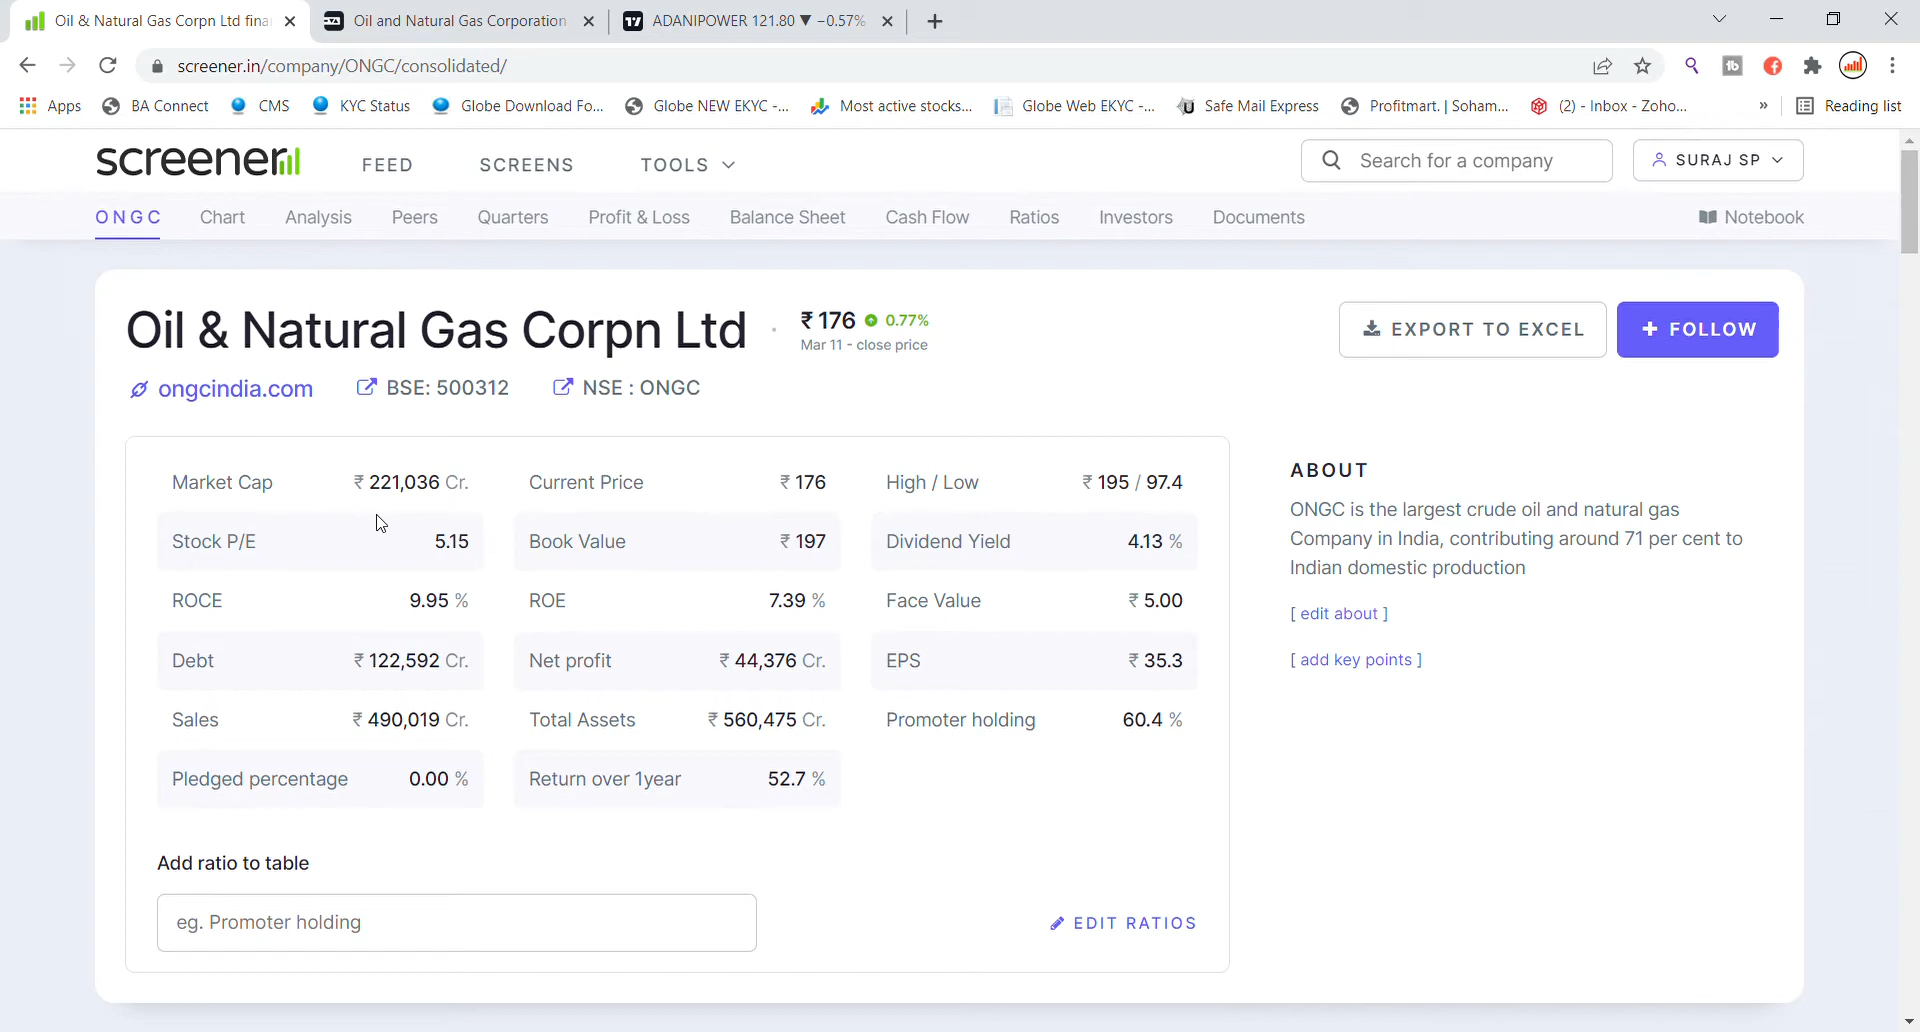 Oil & Natural Gas Corpn Ltd fina
Oil and Natural Gas Corporation
ADANIPOWER 121.80 ▼ −0.57%
screener.in/company/ONGC/consolidated/
Apps
BA Connect
CMS
KYC Status
Globe Download Fo...
Globe NEW EKYC -...
Most active stocks...
Globe Web EKYC -...
Safe Mail Express
Profitmart. | Soham...
(2) - Inbox - Zoho...
»
Reading list
screener
FEED
SCREENS
TOOLS
Search for a company
SURAJ SP
ONGC
Chart
Analysis
Peers
Quarters
Profit & Loss
Balance Sheet
Cash Flow
Ratios
Investors
Documents
Notebook
Oil & Natural Gas Corpn Ltd
₹ 176 0.77%
Mar 11 - close price
EXPORT TO EXCEL
+ FOLLOW
ongcindia.com
BSE: 500312
NSE : ONGC
Market Cap ₹ 221,036 Cr.
Current Price ₹ 176
High / Low ₹ 195 / 97.4
Stock P/E 5.15
Book Value ₹ 197
Dividend Yield 4.13 %
ROCE 9.95 %
ROE 7.39 %
Face Value ₹ 5.00
Debt ₹ 122,592 Cr.
Net profit ₹ 44,376 Cr.
EPS ₹ 35.3
Sales ₹ 490,019 Cr.
Total Assets ₹ 560,475 Cr.
Promoter holding 60.4 %
Pledged percentage 0.00 %
Return over 1year 52.7 %
Add ratio to table
eg. Promoter holding
EDIT RATIOS
ABOUT
ONGC is the largest crude oil and natural gas
Company in India, contributing around 71 per cent to
Indian domestic production
[ edit about ]
[ add key points ]